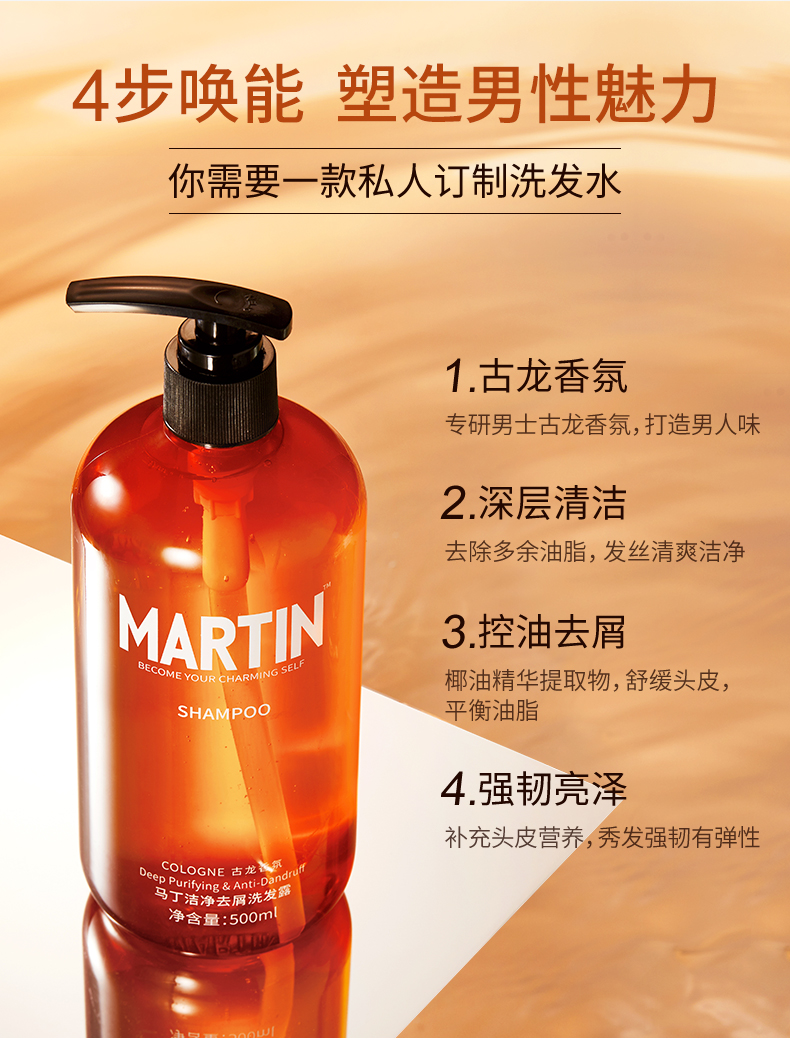 4步唤能 塑造男性魅力
你需要一款私人订制洗发水
1.古龙香氛
专研男士古龙香氛,打造男人味
2.深层清洁
去除多余油脂,发丝清爽洁净
3.控油去屑
椰油精华提取物,舒缓头皮,
平衡油脂
4.强韧亮泽
补充头皮营养,秀发强韧有弹性
MARTIN™
BECOME YOUR CHARMING SELF
SHAMPOO
COLOGNE 古龙香氛
Deep Purifying & Anti-Dandruff
马丁洁净去屑洗发露
净含量:500ml